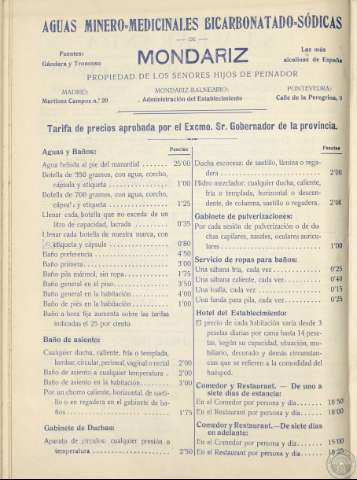 AGUAS MINERO-MEDICINALES BICARBONATADO-SÓDICAS
DE
MONDARIZ
Fuentes:
Gándara y Troncoso
Las más
alcalinas de España
PROPIEDAD DE LOS SEÑORES HIJOS DE PEINADOR
MADRID:
Martínez Campos n.º 20
MONDARIZ-BALNEARIO:
Administración del Establecimiento
PONTEVEDRA:
Calle de la Peregrina, 9
Tarifa de precios aprobada por el Excmo. Sr. Gobernador de la provincia.
Aguas y Baños: Pesetas
Agua bebida al pie del manantial ....... 25'00
Botella de 350 gramos, con agua, corcho,
cápsula y etiqueta ....... 1'00
Botella de 700 gramos, con agua, corcho,
cápsula y etiqueta ....... 1'25
Llenar cada botella que no exceda de un
litro de capacidad, lacrada ....... 0'35
Llenar cada botella de nuestra marca, con
etiqueta y cápsula ....... 0'80
Baño preferencia ....... 4'50
Baño primera ....... 3'00
Baño pila mármol, sin ropa ....... 1'75
Baño general en el piso ....... 3'50
Baño general en la habitación ....... 4'00
Baño de piés en la habitación ....... 1'00
Baño a hora fija aumenta sobre las tarifas
indicadas el 25 por ciento
Baño de asiento:
Cualquier ducha, caliente, fría o templada,
lumbar, circular, perineal, vaginal o rectal 2'00
Baño de asiento a cualquier temperatura .. 2'00
Baño de asiento en la habitación ....... 3'00
Por un chorro caliente, horizontal, de susti-
llo o en regadera en el gabinete de ba-
ños ....... 1'75
Gabinete de Duchas:
Aparato de círculos: cualquier presión o
temperatura ....... 2'50
Pesetas
Ducha escocesa: de sastillo, lámina o rega-
dera ....... 2'00
Hidro mezclador: cualquier ducha, caliente,
fría o templada, horizontal o descen-
dente, de columna, sastillo o regadera. 2'00
Gabinete de pulverizaciones:
Por cada sesión de pulverización o de du-
chas capilares, nasales, oculares auricu-
lares ....... 1'00
Servicio de ropas para baños:
Una sábana fría, cada vez ....... 0'25
Una sábana caliente, cada vez ....... 0'40
Una toalla, cada vez ....... 0'15
Una funda para pila, cada vez ....... 0'25
Hotel del Establecimiento:
El precio de cada habitación varía desde 3
pesetas diarias por cama hasta 14 pese-
tas, según su capacidad, situación, mo-
biliario, decorado y demás circunstan-
cias que se refieren a la comodidad del
huésped.
Comedor y Restaurant. — De uno a
siete días de estancia:
En el Comedor por persona y día ....... 16'50
En el Restaurant por persona y día ....... 18'00
Comedor y Restaurant.—De siete días
en adelante:
En el Comedor por persona y día ....... 15'00
En el Restaurant por persona y día ....... 16'50